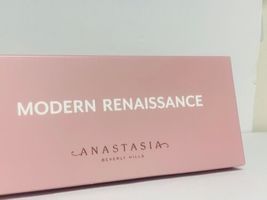 MODERN RENAISSANCE
ANASTASIA
BEVERLY HILLS